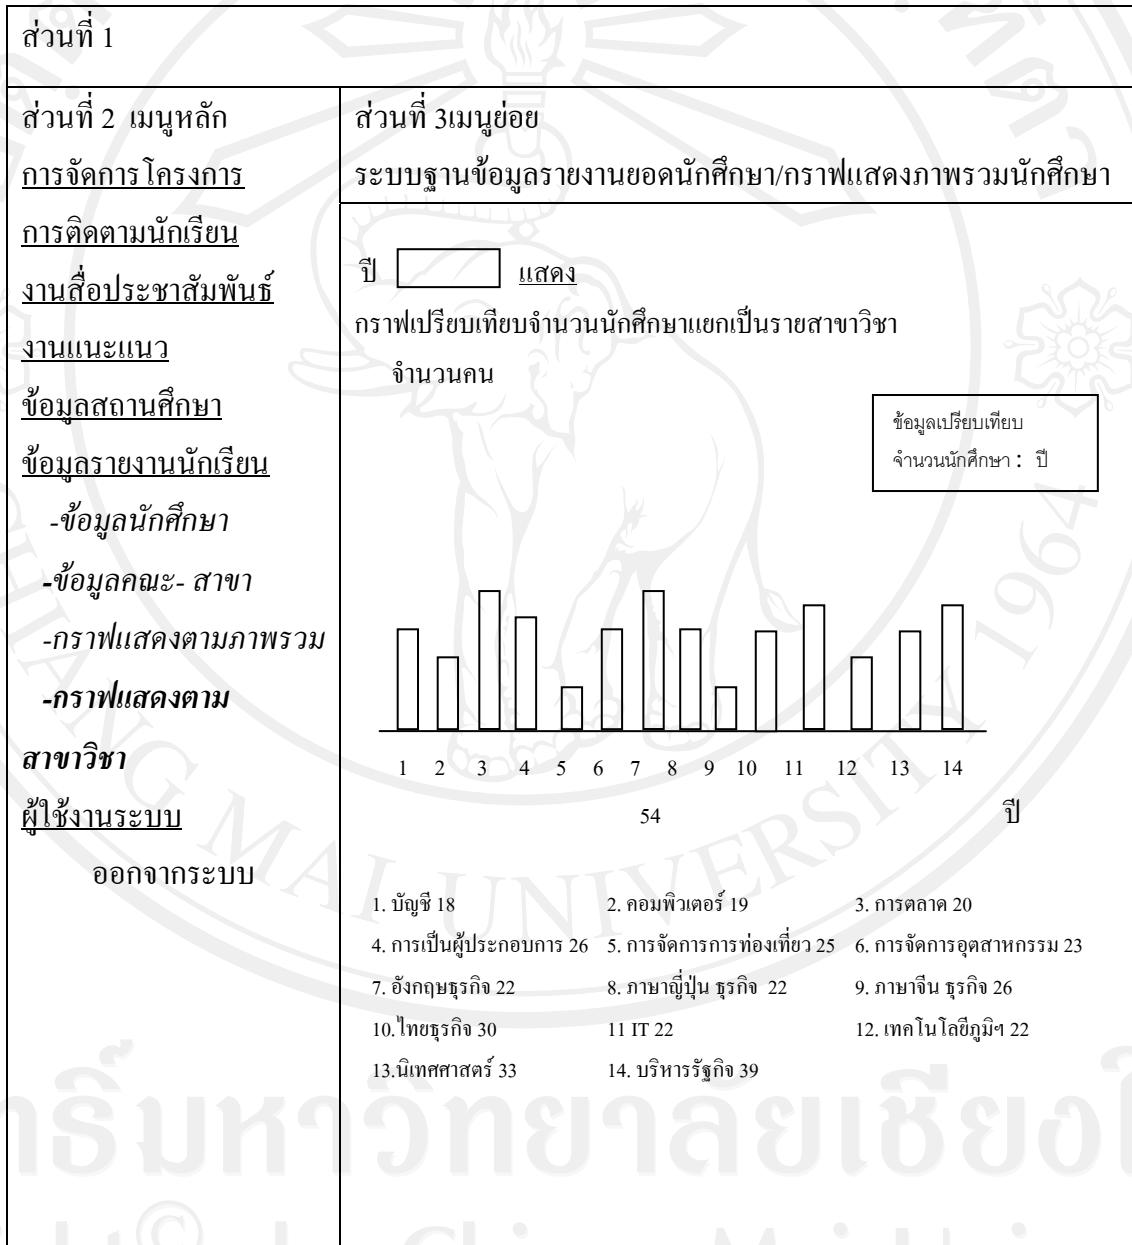 ส่วนที่ 1
ส่วนที่ 2 เมนูหลัก
การจัดการโครงการ
การติดตามนักเรียน
งานสื่อประชาสัมพันธ์
งานแนะแนว
ข้อมูลสถานศึกษา
ข้อมูลรายงานนักเรียน
-ข้อมูลนักศึกษา
-ข้อมูลคณะ- สาขา
-กราฟแสดงตามภาพรวม
-กราฟแสดงตาม
สาขาวิชา
ผู้ใช้งานระบบ
ออกจากระบบ
ส่วนที่ 3เมนูย่อย
ระบบฐานข้อมูลรายงานยอดนักศึกษา/กราฟแสดงภาพรวมนักศึกษา
ปี แสดง
กราฟเปรียบเทียบจำนวนนักศึกษาแยกเป็นรายสาขาวิชา
จำนวนคน
ข้อมูลเปรียบเทียบ
จำนวนนักศึกษา : ปี
1 2 3 4 5 6 7 8 9 10 11 12 13 14
54 ปี
1. บัญชี 18 2. คอมพิวเตอร์ 19 3. การตลาด 20
4. การเป็นผู้ประกอบการ 26 5. การจัดการการท่องเที่ยว 25 6. การจัดการอุตสาหกรรม 23
7. อังกฤษธุรกิจ 22 8. ภาษาญี่ปุ่น ธุรกิจ 22 9. ภาษาจีน ธุรกิจ 26
10.ไทยธุรกิจ 30 11 IT 22 12. เทคโนโลยีภูมิฯ 22
13.นิเทศศาสตร์ 33 14. บริหารรัฐกิจ 39
CHIANG MAI UNIVERSITY 1964